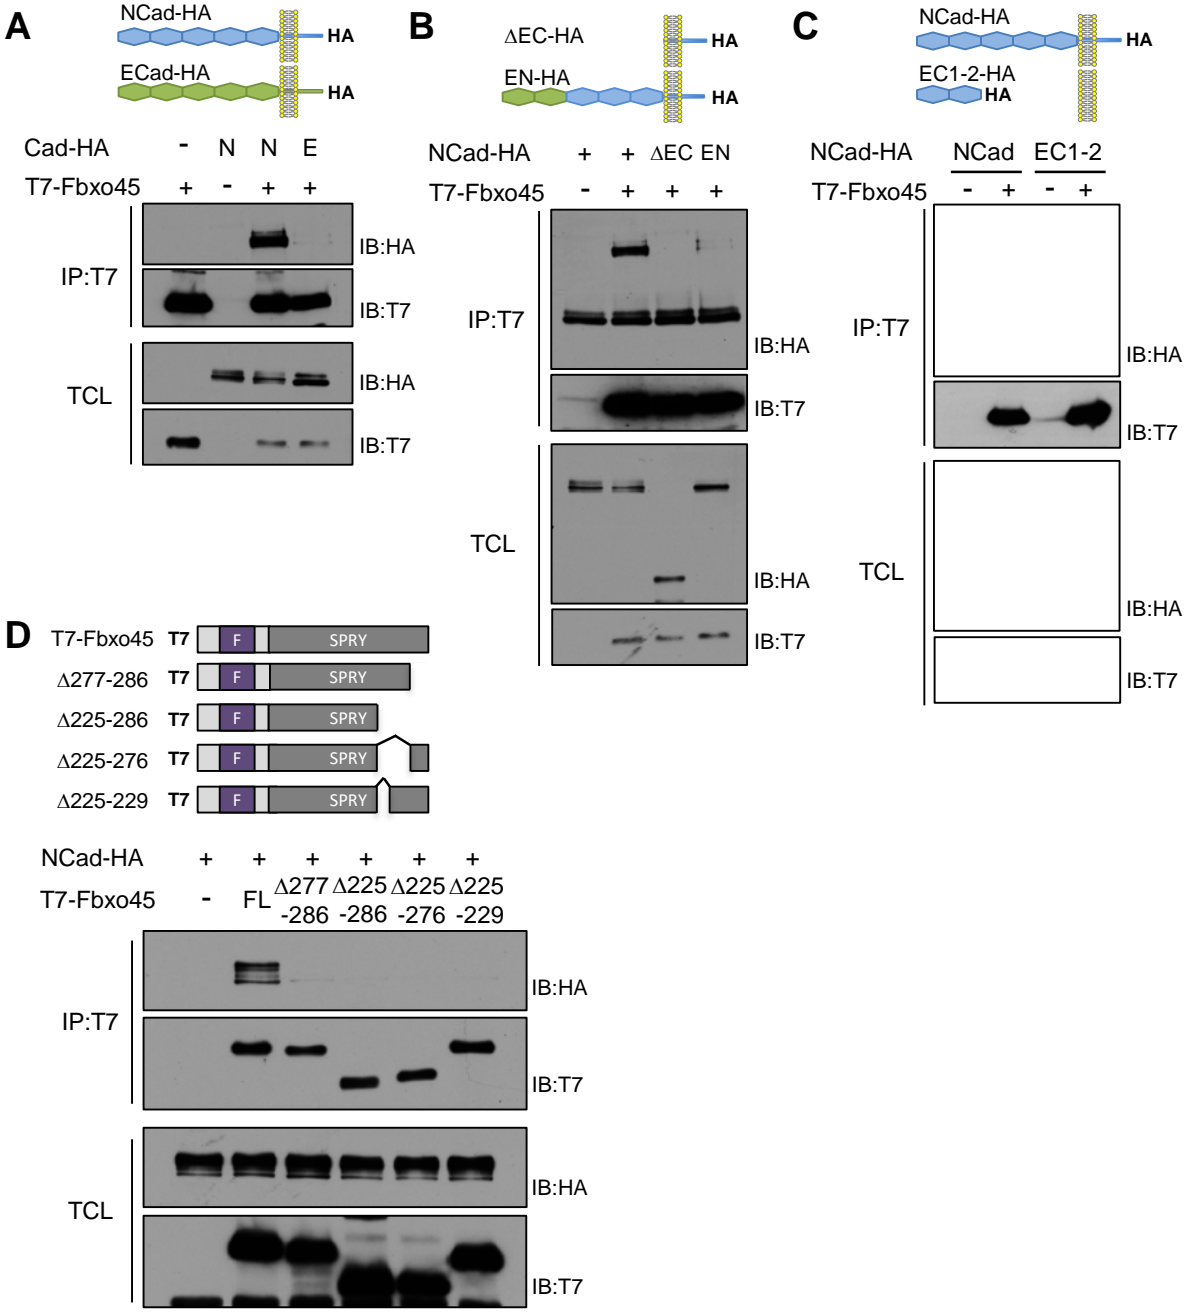 A
NCad-HA
HA
ECad-HA
HA
Cad-HA - N N E
T7-Fbxo45 + - + +
IP:T7
IB:HA
IB:T7
TCL
IB:HA
IB:T7
B
ΔEC-HA
HA
EN-HA
HA
NCad-HA + + ΔEC EN
T7-Fbxo45 - + + +
IP:T7
IB:HA
IB:T7
TCL
IB:HA
IB:T7
C
NCad-HA
HA
EC1-2-HA
HA
NCad-HA NCad EC1-2
T7-Fbxo45 - + - +
IP:T7
IB:HA
IB:T7
TCL
IB:HA
IB:T7
D
T7-Fbxo45 T7 F SPRY
Δ277-286 T7 F SPRY
Δ225-286 T7 F SPRY
Δ225-276 T7 F SPRY
Δ225-229 T7 F SPRY
NCad-HA + + + + + +
T7-Fbxo45 - FL Δ277 -286 Δ225 -286 Δ225 -276 Δ225 -229
IP:T7
IB:HA
IB:T7
TCL
IB:HA
IB:T7